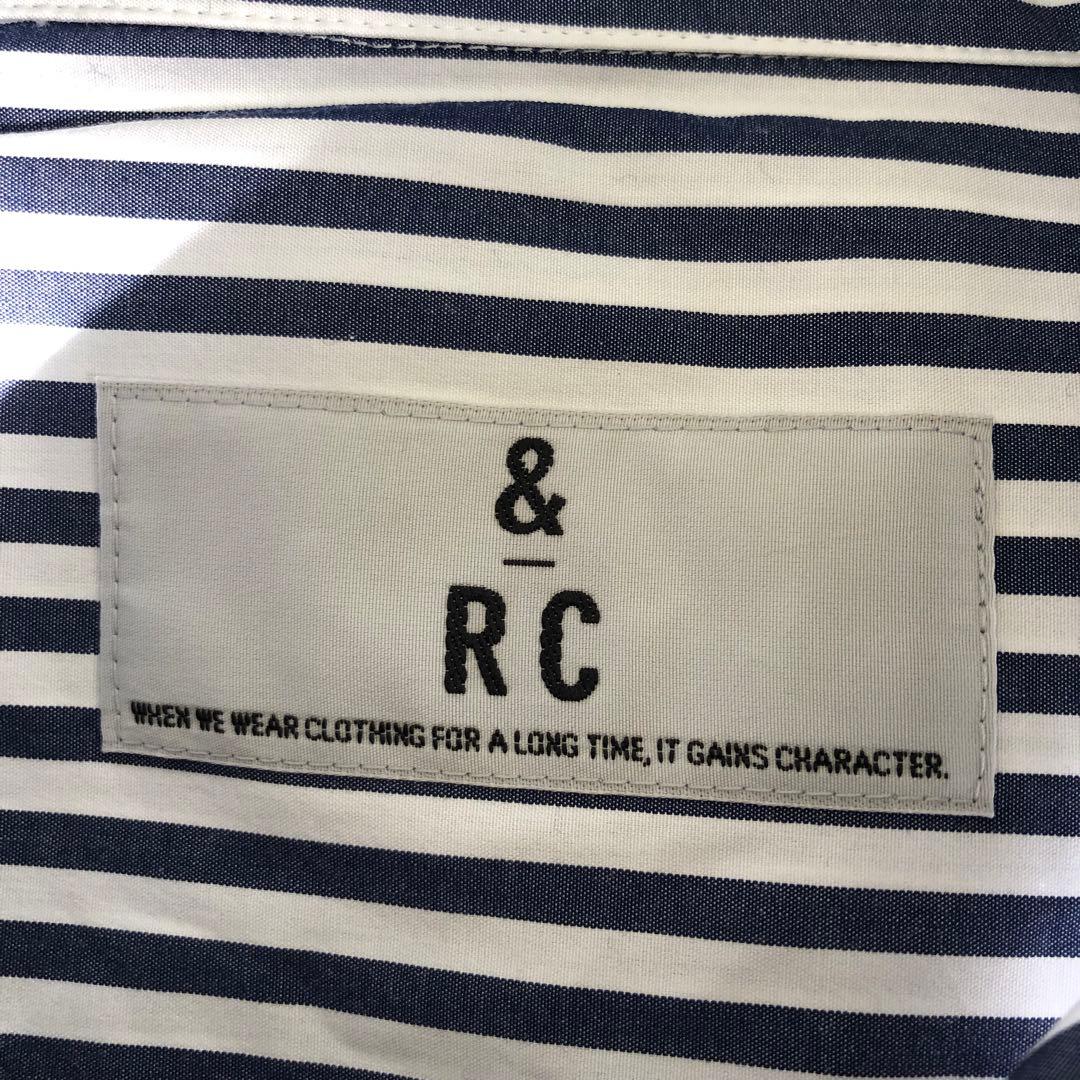 &
RC
WHEN WE WEAR CLOTHING FOR A LONG TIME, IT GAINS CHARACTER.